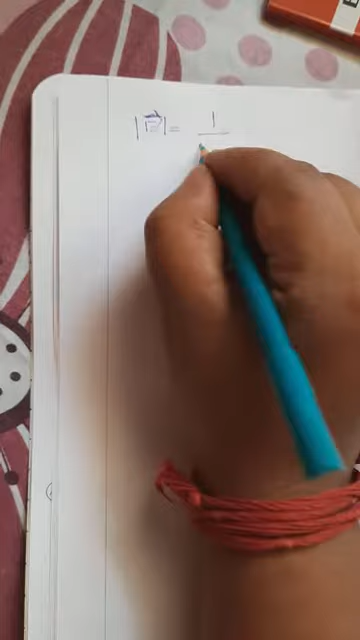 |E⃗| = 1